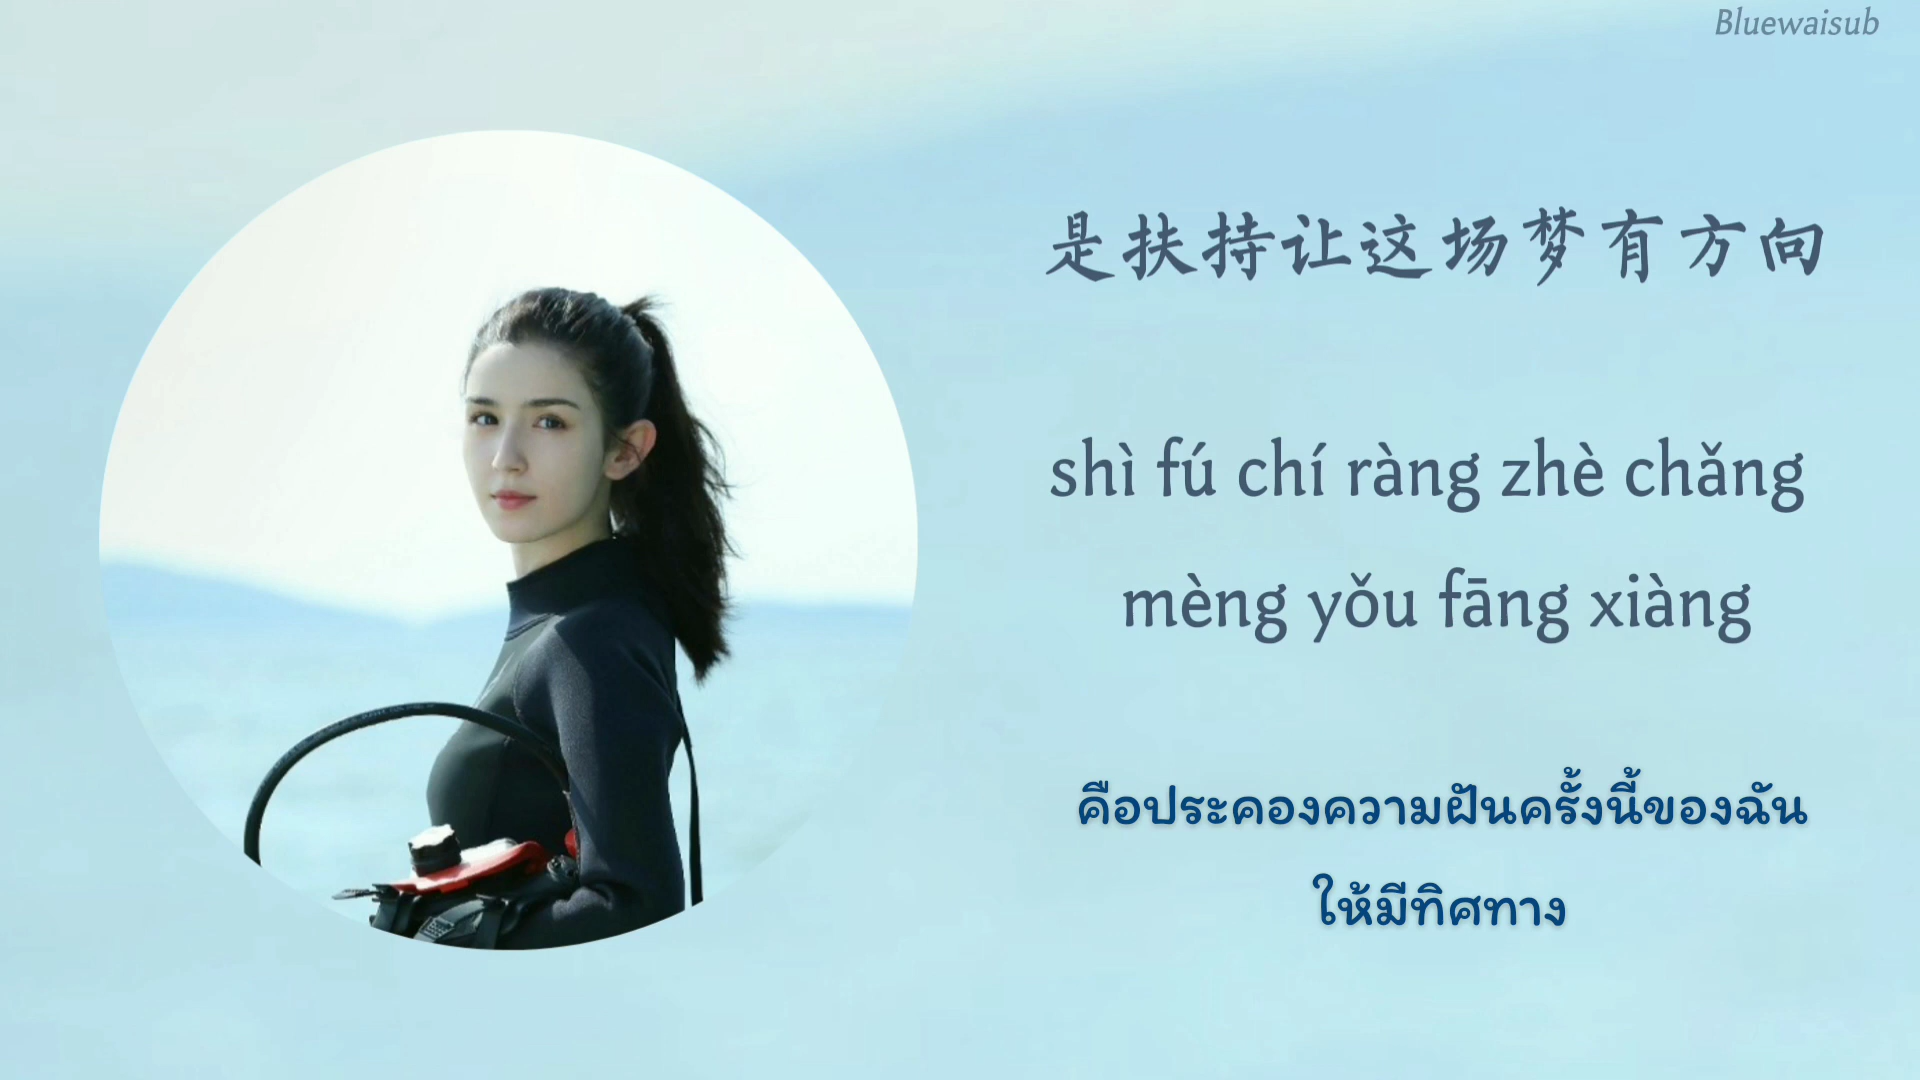 Bluewaisub
是扶持让这场梦有方向
shì fú chí ràng zhè chǎng
mèng yǒu fāng xiàng
คือประคองความฝันครั้งนี้ของฉัน
ให้มีทิศทาง